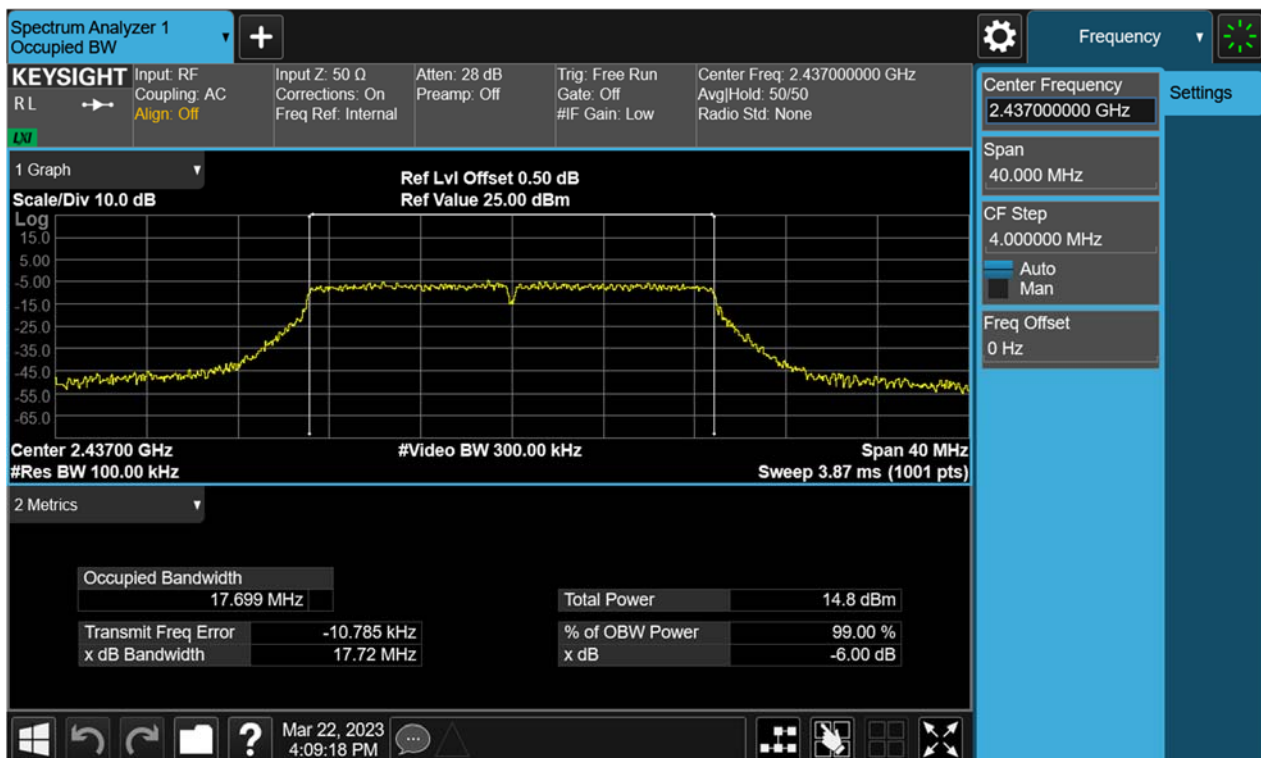 Spectrum Analyzer 1
Occupied BW
+
Frequency
KEYSIGHT
R L
LXI
Input: RF
Coupling: AC
Align: Off
Input Z: 50 Ω
Corrections: On
Freq Ref: Internal
Atten: 28 dB
Preamp: Off
Trig: Free Run
Gate: Off
#IF Gain: Low
Center Freq: 2.437000000 GHz
Avg|Hold: 50/50
Radio Std: None
Center Frequency
2.437000000 GHz
Settings
Span
40.000 MHz
CF Step
4.000000 MHz
Auto
Man
Freq Offset
0 Hz
1 Graph
Scale/Div 10.0 dB
Ref Lvl Offset 0.50 dB
Ref Value 25.00 dBm
Log
15.0
5.00
-5.00
-15.0
-25.0
-35.0
-45.0
-55.0
-65.0
Center 2.43700 GHz
#Res BW 100.00 kHz
#Video BW 300.00 kHz
Span 40 MHz
Sweep 3.87 ms (1001 pts)
2 Metrics
Occupied Bandwidth
17.699 MHz
Transmit Freq Error -10.785 kHz
x dB Bandwidth 17.72 MHz
Total Power 14.8 dBm
% of OBW Power 99.00 %
x dB -6.00 dB
?
Mar 22, 2023
4:09:18 PM